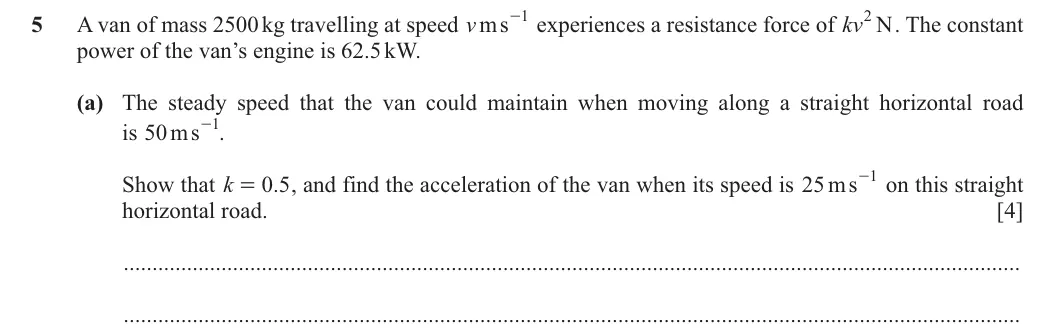 5 A van of mass 2500 kg travelling at speed v m s⁻¹ experiences a resistance force of kv² N. The constant
power of the van's engine is 62.5 kW.
(a) The steady speed that the van could maintain when moving along a straight horizontal road
is 50 m s⁻¹.
Show that k = 0.5, and find the acceleration of the van when its speed is 25 m s⁻¹ on this straight
horizontal road. [4]